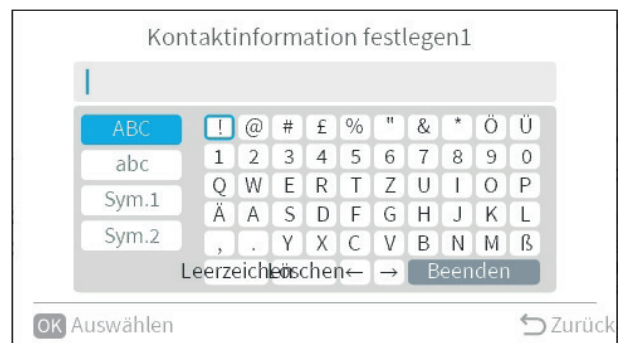 Kontaktinformation festlegen1
ABC ! @ # £ % " & * Ö Ü
abc 1 2 3 4 5 6 7 8 9 0
Sym.1 Q W E R T Z U I O P
Ä A S D F G H J K L
Sym.2 , . Y X C V B N M ß
Leerzeichen Löschen ← → Beenden
OK Auswählen Zurück